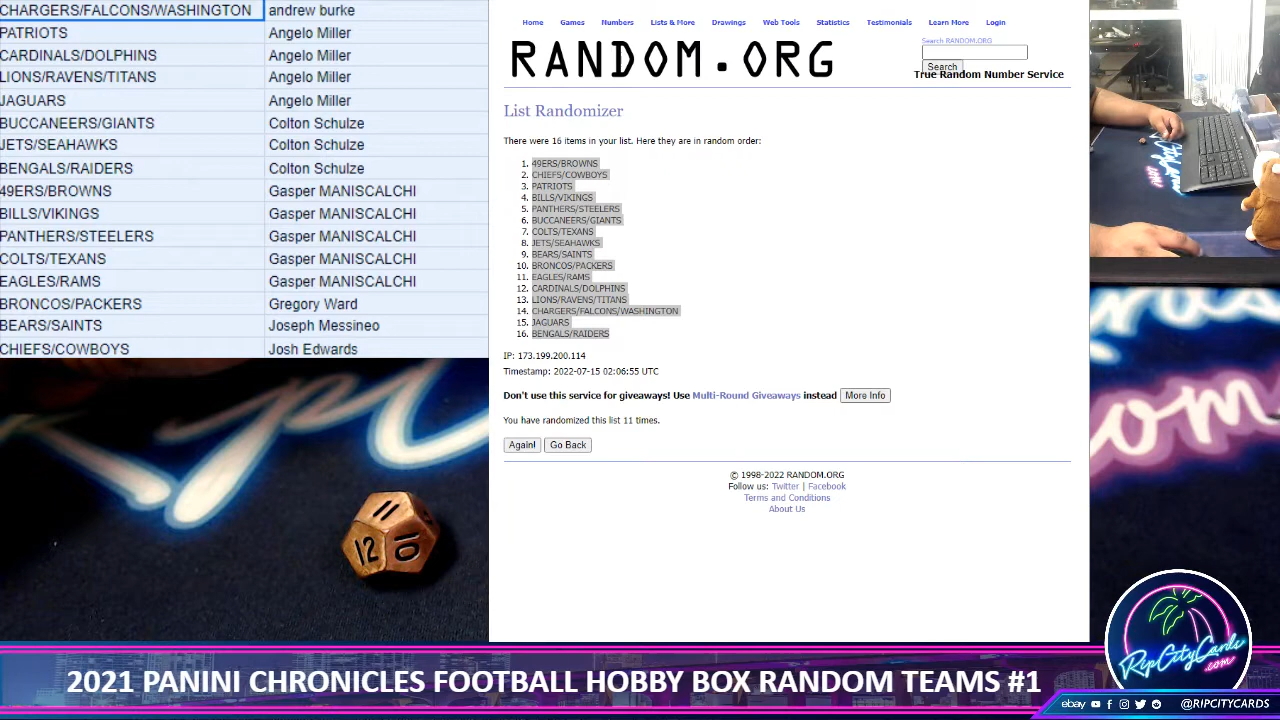 CHARGERS/FALCONS/WASHINGTON andrew burke
PATRIOTS Angelo Miller
CARDINALS/DOLPHINS Angelo Miller
LIONS/RAVENS/TITANS Angelo Miller
JAGUARS Angelo Miller
BUCCANEERS/GIANTS Colton Schulze
JETS/SEAHAWKS Colton Schulze
BENGALS/RAIDERS Colton Schulze
49ERS/BROWNS Gasper MANISCALCHI
BILLS/VIKINGS Gasper MANISCALCHI
PANTHERS/STEELERS Gasper MANISCALCHI
COLTS/TEXANS Gasper MANISCALCHI
EAGLES/RAMS Gasper MANISCALCHI
BRONCOS/PACKERS Gregory Ward
BEARS/SAINTS Joseph Messineo
CHIEFS/COWBOYS Josh Edwards
Home Games Numbers Lists & More Drawings Web Tools Statistics Testimonials Learn More Login
RANDOM.ORG
Search RANDOM.ORG
Search
True Random Number Service
List Randomizer
There were 16 items in your list. Here they are in random order:
1. 49ERS/BROWNS
2. CHIEFS/COWBOYS
3. PATRIOTS
4. BILLS/VIKINGS
5. PANTHERS/STEELERS
6. BUCCANEERS/GIANTS
7. COLTS/TEXANS
8. JETS/SEAHAWKS
9. BEARS/SAINTS
10. BRONCOS/PACKERS
11. EAGLES/RAMS
12. CARDINALS/DOLPHINS
13. LIONS/RAVENS/TITANS
14. CHARGERS/FALCONS/WASHINGTON
15. JAGUARS
16. BENGALS/RAIDERS
IP: 173.199.200.114
Timestamp: 2022-07-15 02:06:55 UTC
Don't use this service for giveaways! Use Multi-Round Giveaways instead More Info
You have randomized this list 11 times.
Again! Go Back
© 1998-2022 RANDOM.ORG
Follow us: Twitter | Facebook
Terms and Conditions
About Us
11
12
10
2021 PANINI CHRONICLES FOOTBALL HOBBY BOX RANDOM TEAMS #1
RipCityCards
.com
ebay @RIPCITYCARDS